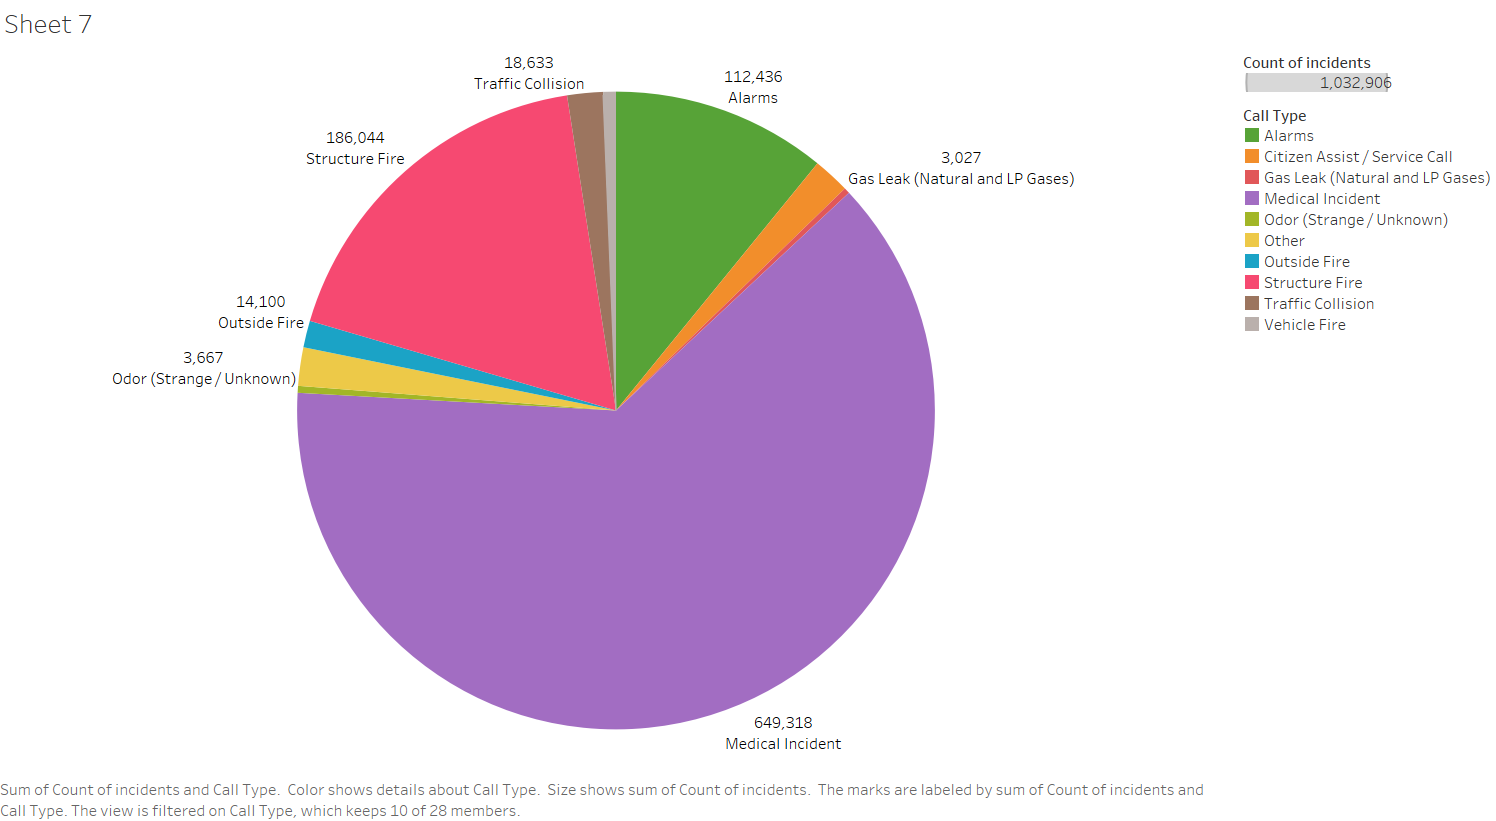 Sheet 7
18,633
Traffic Collision
112,436
Alarms
186,044
Structure Fire
3,027
Gas Leak (Natural and LP Gases)
14,100
Outside Fire
3,667
Odor (Strange / Unknown)
649,318
Medical Incident
Count of incidents
1,032,906
Call Type
Alarms
Citizen Assist / Service Call
Gas Leak (Natural and LP Gases)
Medical Incident
Odor (Strange / Unknown)
Other
Outside Fire
Structure Fire
Traffic Collision
Vehicle Fire
Sum of Count of incidents and Call Type.  Color shows details about Call Type.  Size shows sum of Count of incidents.  The marks are labeled by sum of Count of incidents and
Call Type. The view is filtered on Call Type, which keeps 10 of 28 members.